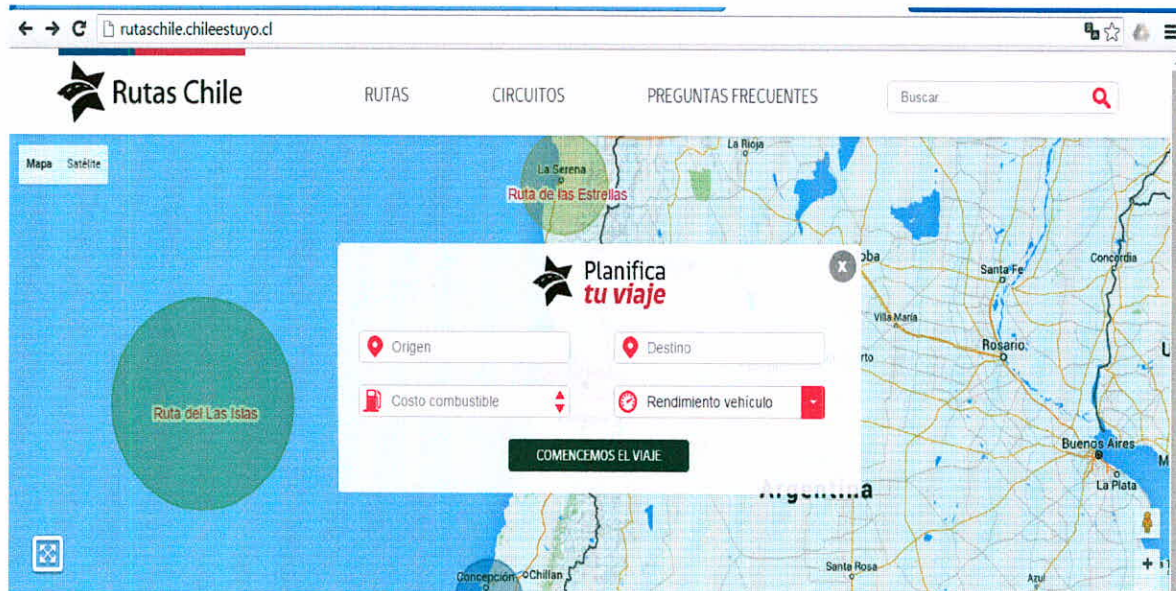 rutaschile.chileestuyo.cl
Rutas Chile
RUTAS
CIRCUITOS
PREGUNTAS FRECUENTES
Buscar...
Mapa Satélite
La Rioja
La Serena
Ruta de las Estrellas
Planifica
tu viaje
x
oba
Santa Fe
Concordia
Villa María
Origen
Destino
rto
Rosario
U
Costo combustible
Rendimiento vehículo
Ruta del Las Islas
COMENCEMOS EL VIAJE
Buenos Aires
M
La Plata
Argentina
Concepción
Chillan
Santa Rosa
Azul
+